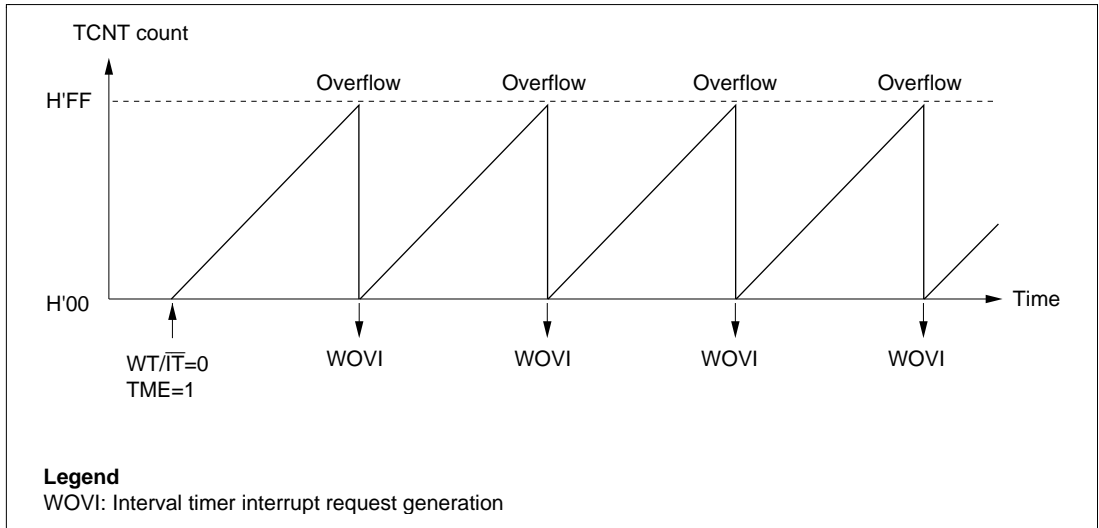 TCNT count
Overflow Overflow Overflow Overflow
H'FF
H'00
Time
WT/I̅T̅=0
TME=1
WOVI WOVI WOVI WOVI
Legend
WOVI: Interval timer interrupt request generation